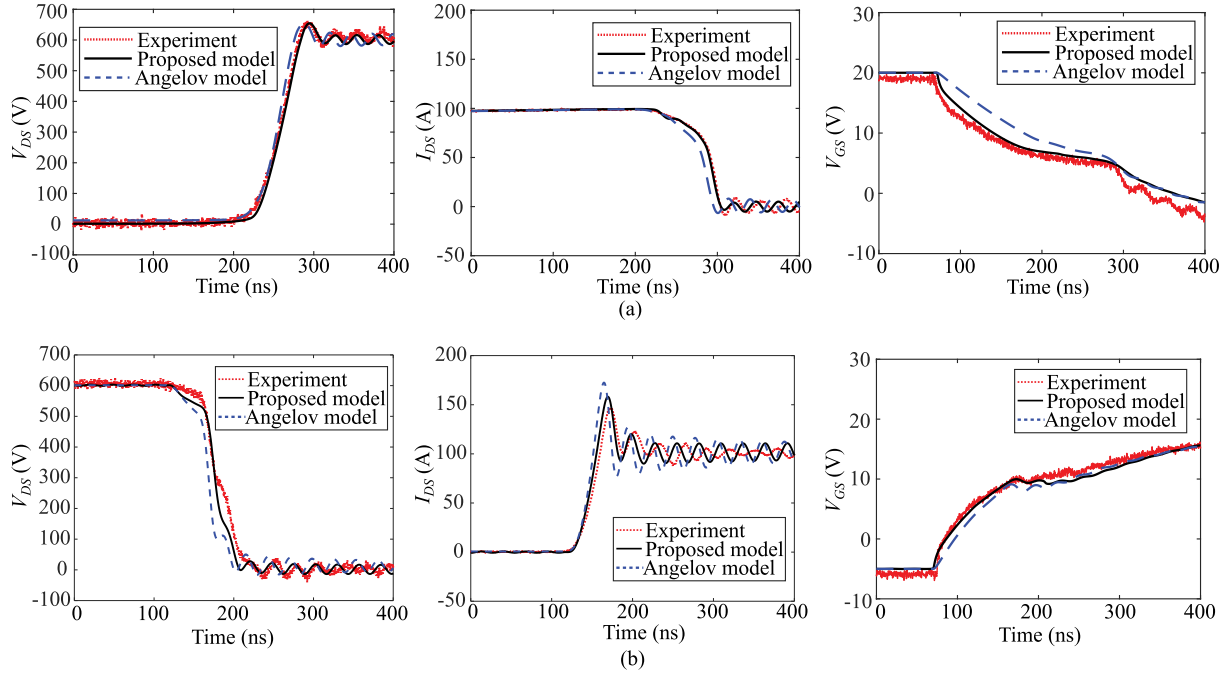 700
600
500
400
300
200
100
0
-100
V_DS (V)
Experiment
Proposed model
Angelov model
0 100 200 300 400
Time (ns)
200
150
100
50
0
-50
I_DS (A)
Experiment
Proposed model
Angelov model
0 100 200 300 400
Time (ns)
30
20
10
0
-10
V_GS (V)
Experiment
Proposed model
Angelov model
0 100 200 300 400
Time (ns)
(a)
700
600
500
400
300
200
100
0
-100
V_DS (V)
Experiment
Proposed model
Angelov model
0 100 200 300 400
Time (ns)
200
150
100
50
0
-50
I_DS (A)
Experiment
Proposed model
Angelov model
0 100 200 300 400
Time (ns)
30
20
10
0
-10
V_GS (V)
Experiment
Proposed model
Angelov model
0 100 200 300 400
Time (ns)
(b)